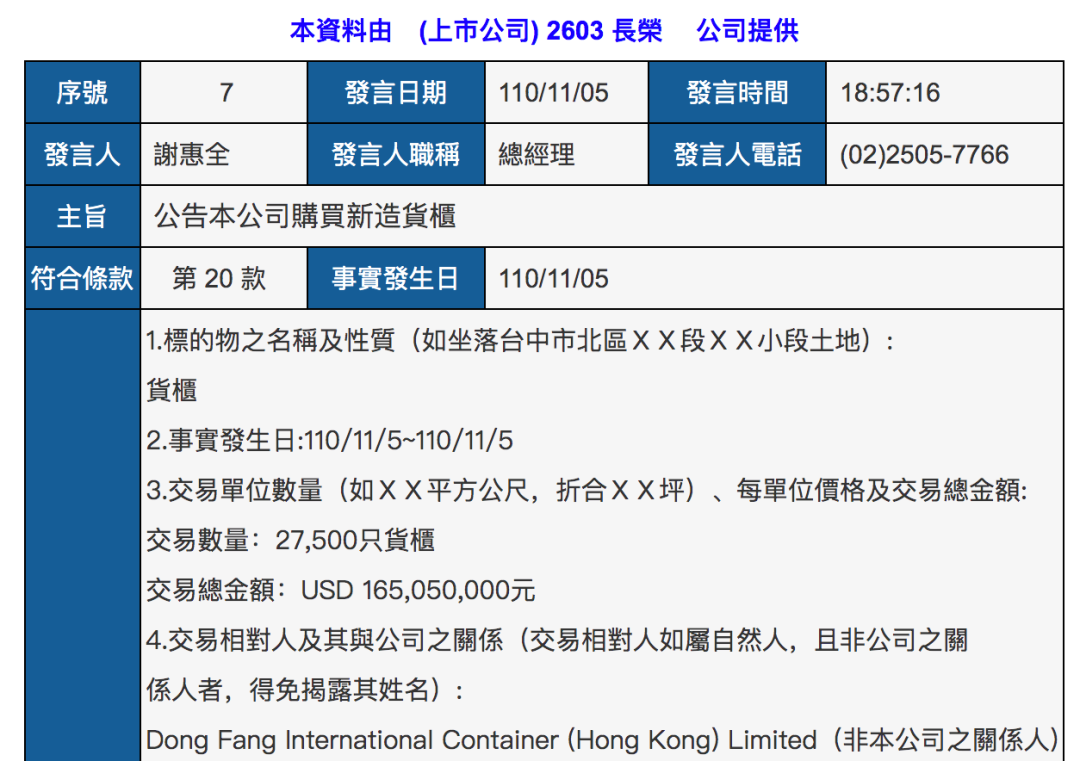 本資料由　(上市公司) 2603 長榮　公司提供
序號 7 發言日期 110/11/05 發言時間 18:57:16
發言人 謝惠全 發言人職稱 總經理 發言人電話 (02)2505-7766
主旨 公告本公司購買新造貨櫃
符合條款 第 20 款 事實發生日 110/11/05
1.標的物之名稱及性質（如坐落台中市北區ＸＸ段ＸＸ小段土地）:
貨櫃
2.事實發生日:110/11/5~110/11/5
3.交易單位數量（如ＸＸ平方公尺，折合ＸＸ坪）、每單位價格及交易總金額:
交易數量：27,500只貨櫃
交易總金額：USD 165,050,000元
4.交易相對人及其與公司之關係（交易相對人如屬自然人，且非公司之關
係人者，得免揭露其姓名）:
Dong Fang International Container (Hong Kong) Limited（非本公司之關係人）